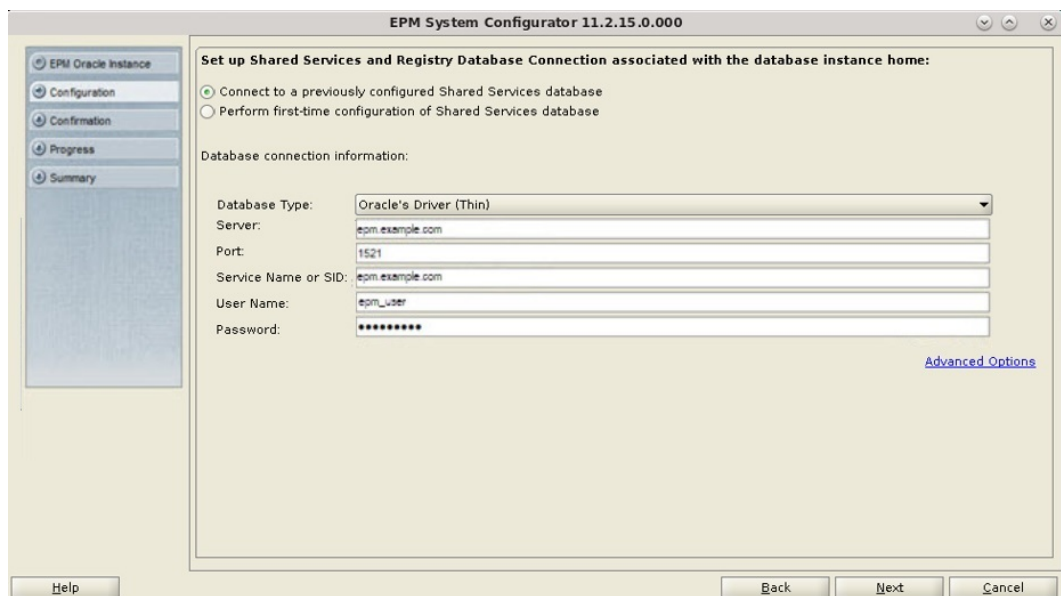 EPM System Configurator 11.2.15.0.000
EPM Oracle Instance
Configuration
Confirmation
Progress
Summary
Set up Shared Services and Registry Database Connection associated with the database instance home:
Connect to a previously configured Shared Services database
Perform first-time configuration of Shared Services database
Database connection information:
Database Type: Oracle's Driver (Thin)
Server: epm.example.com
Port: 1521
Service Name or SID: epm.example.com
User Name: epm_user
Password: •••••••••
Advanced Options
Help Back Next Cancel